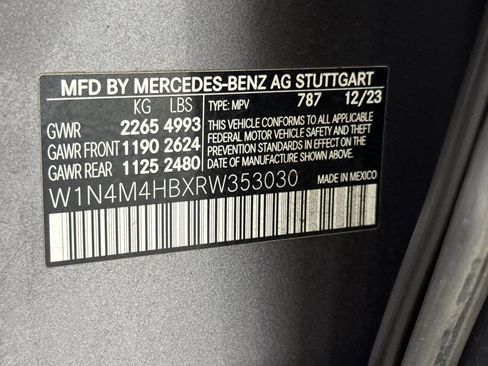 MFD BY MERCEDES-BENZ AG STUTTGART
KG LBS TYPE: MPV 787 12/23
GVWR 2265 4993
GAWR FRONT 1190 2624
GAWR REAR 1125 2480
THIS VEHICLE CONFORMS TO ALL APPLICABLE
FEDERAL MOTOR VEHICLE SAFETY, BUMPER, AND THEFT
PREVENTION STANDARDS IN EFFECT ON THE
DATE OF MANUFACTURE SHOWN ABOVE.
W1N4M4HBXRW353030 MADE IN MEXICO